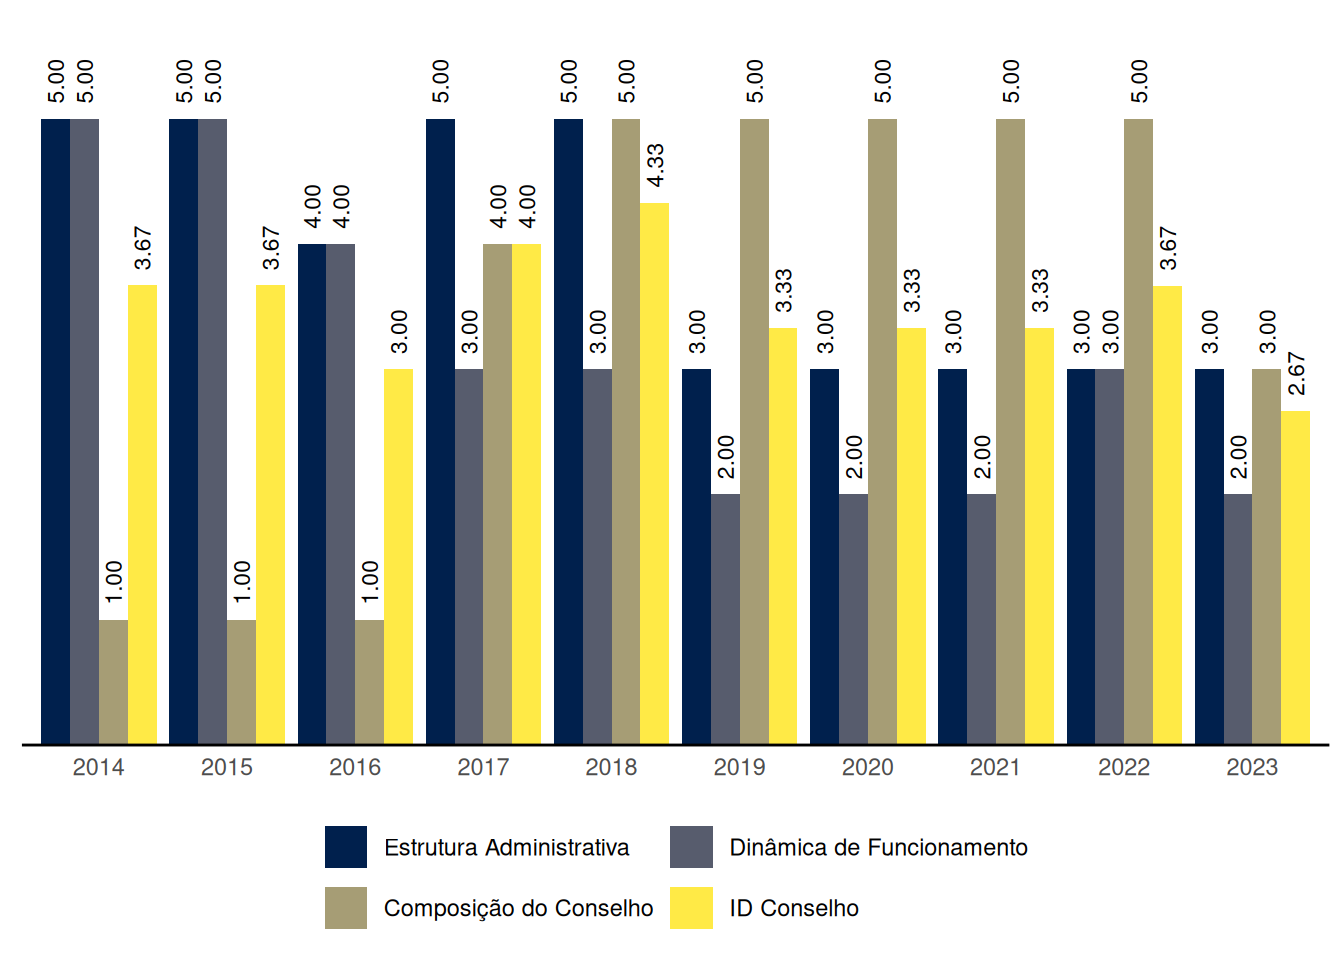 5.00 5.00 1.00 3.67
5.00 5.00 1.00 3.67
4.00 4.00 1.00 3.00
5.00 3.00 4.00 4.00
5.00 3.00 5.00 4.33
3.00 2.00 5.00 3.33
3.00 2.00 5.00 3.33
3.00 2.00 5.00 3.33
3.00 3.00 5.00 3.67
3.00 2.00 3.00 2.67
2014 2015 2016 2017 2018 2019 2020 2021 2022 2023
Estrutura Administrativa Dinâmica de Funcionamento
Composição do Conselho ID Conselho